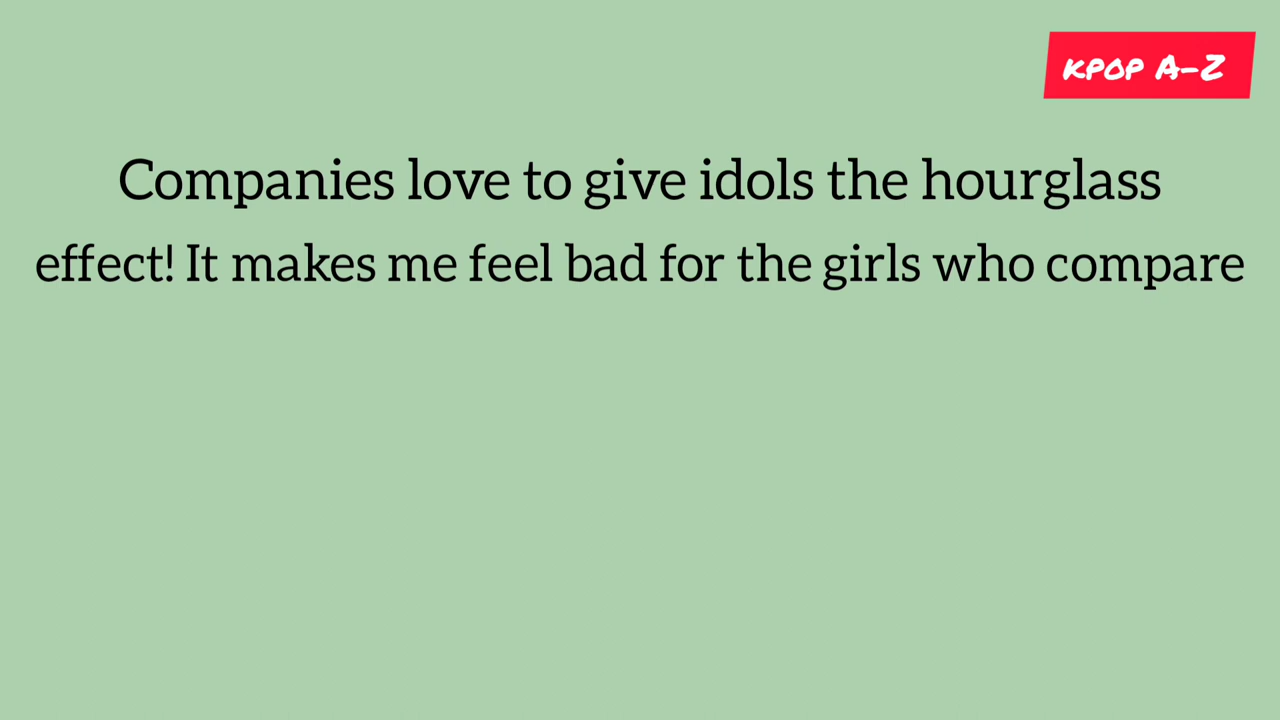 KPOP A-Z
Companies love to give idols the hourglass
effect! It makes me feel bad for the girls who compare